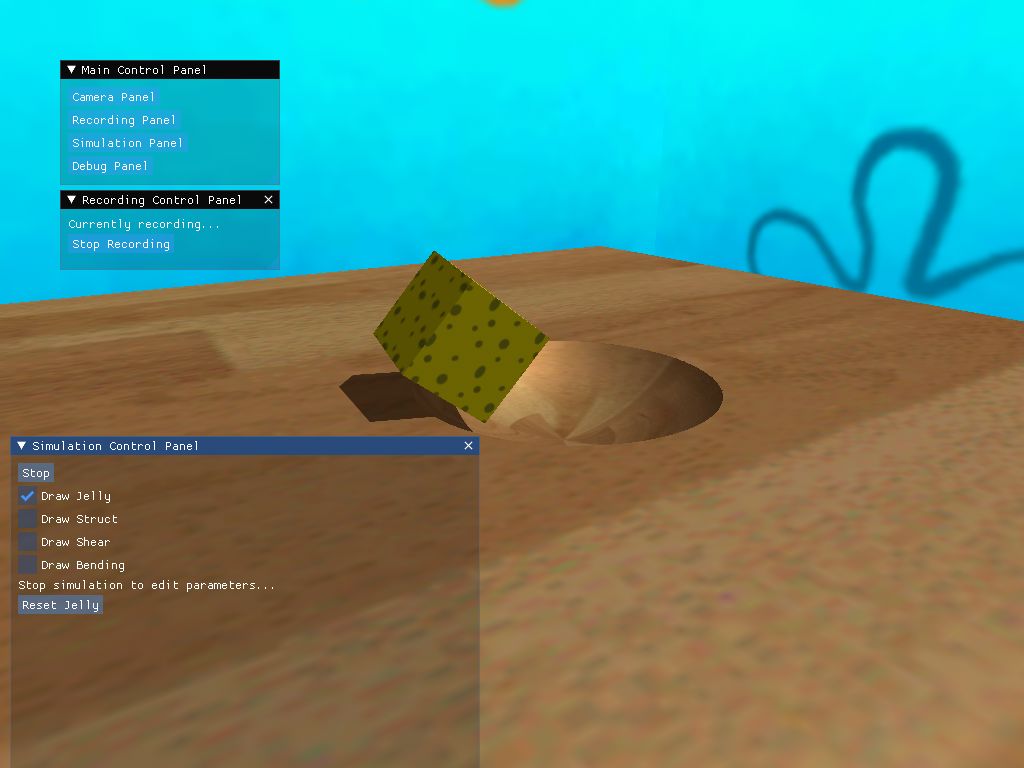 Main Control Panel
Camera Panel
Recording Panel
Simulation Panel
Debug Panel
Recording Control Panel
Currently recording...
Stop Recording
Simulation Control Panel
Stop
Draw Jelly
Draw Struct
Draw Shear
Draw Bending
Stop simulation to edit parameters...
Reset Jelly